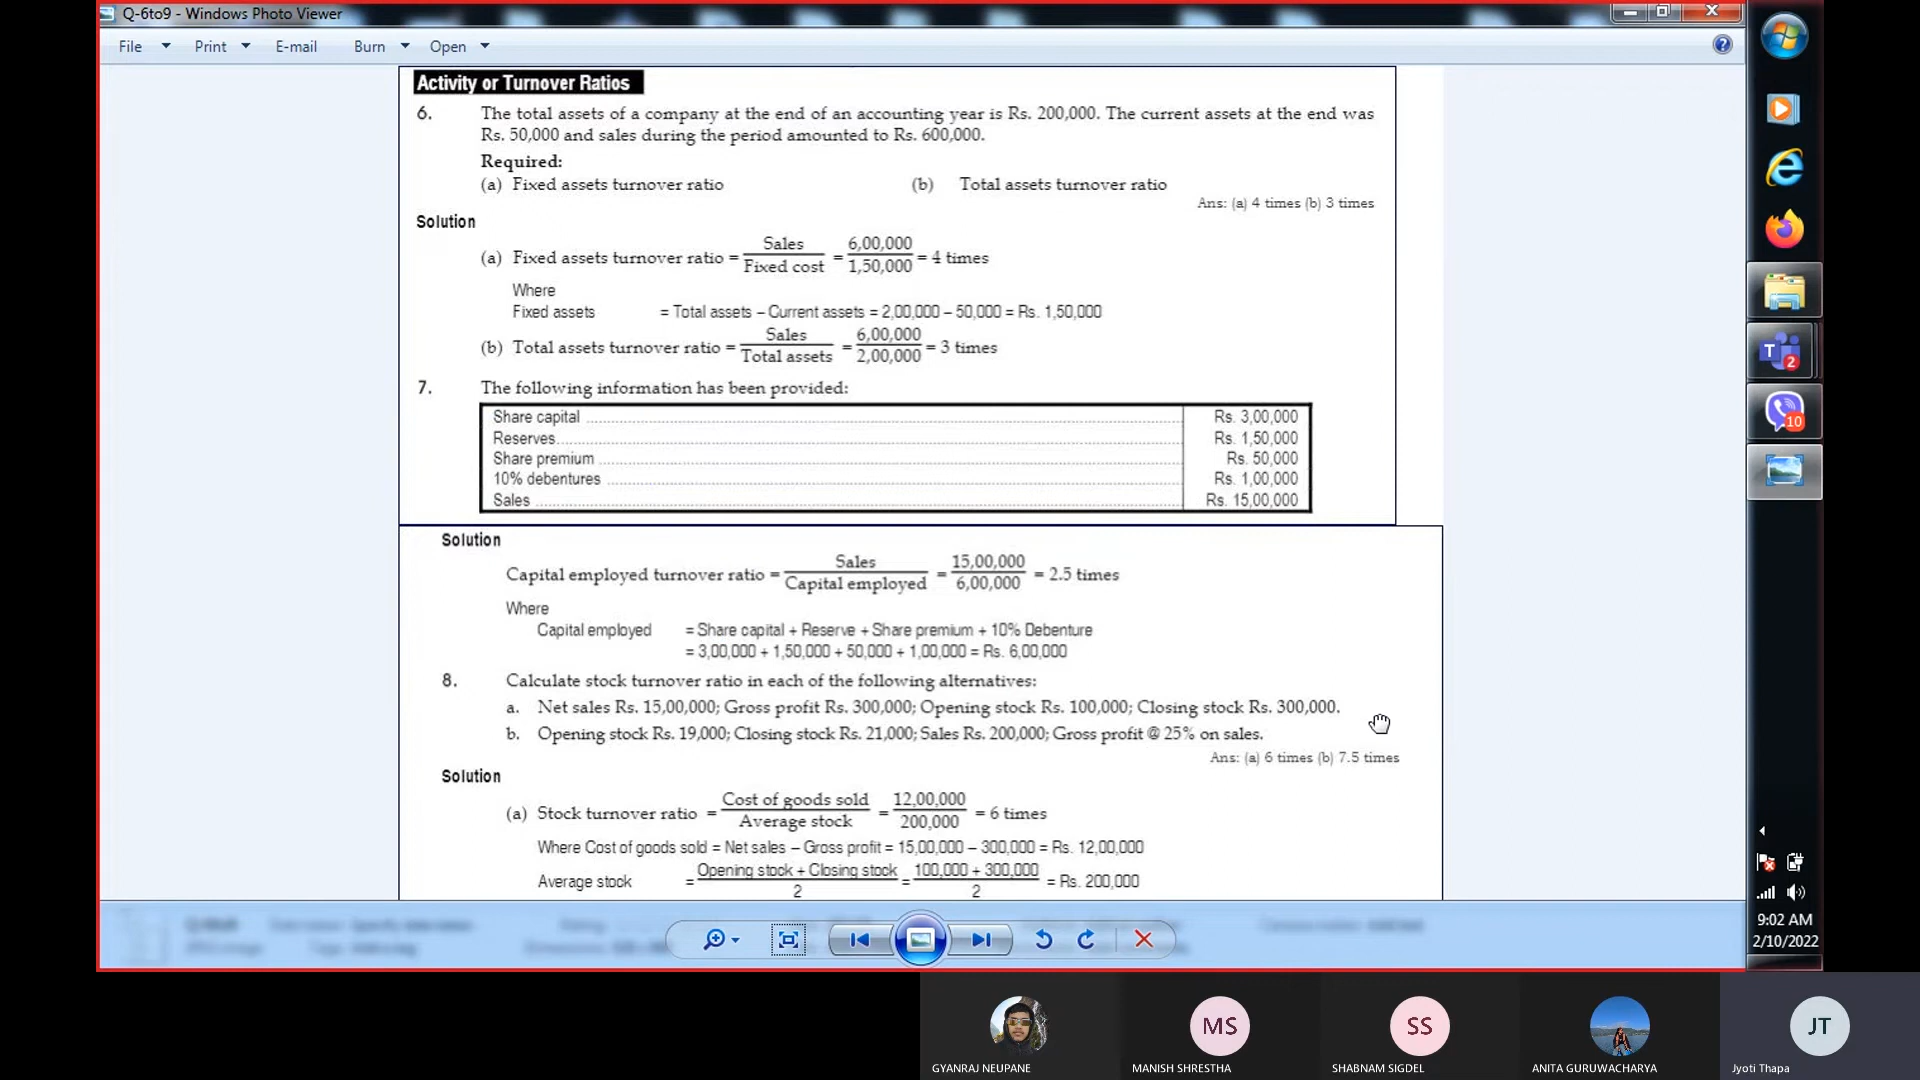 Q-6to9 - Windows Photo Viewer
File Print E-mail Burn Open
Activity or Turnover Ratios
6. The total assets of a company at the end of an accounting year is Rs. 200,000. The current assets at the end was
Rs. 50,000 and sales during the period amounted to Rs. 600,000.
Required:
(a) Fixed assets turnover ratio (b) Total assets turnover ratio
Ans: (a) 4 times (b) 3 times
Solution
(a) Fixed assets turnover ratio = Sales / Fixed cost = 6,00,000 / 1,50,000 = 4 times
Where
Fixed assets = Total assets – Current assets = 2,00,000 – 50,000 = Rs. 1,50,000
(b) Total assets turnover ratio = Sales / Total assets = 6,00,000 / 2,00,000 = 3 times
7. The following information has been provided:
Share capital Rs. 3,00,000
Reserves Rs. 1,50,000
Share premium Rs. 50,000
10% debentures Rs. 1,00,000
Sales Rs. 15,00,000
Solution
Capital employed turnover ratio = Sales / Capital employed = 15,00,000 / 6,00,000 = 2.5 times
Where
Capital employed = Share capital + Reserve + Share premium + 10% Debenture
= 3,00,000 + 1,50,000 + 50,000 + 1,00,000 = Rs. 6,00,000
8. Calculate stock turnover ratio in each of the following alternatives:
a. Net sales Rs. 15,00,000; Gross profit Rs. 300,000; Opening stock Rs. 100,000; Closing stock Rs. 300,000.
b. Opening stock Rs. 19,000; Closing stock Rs. 21,000; Sales Rs. 200,000; Gross profit @ 25% on sales.
Ans: (a) 6 times (b) 7.5 times
Solution
(a) Stock turnover ratio = Cost of goods sold / Average stock = 12,00,000 / 200,000 = 6 times
Where Cost of goods sold = Net sales – Gross profit = 15,00,000 – 300,000 = Rs. 12,00,000
Average stock = Opening stock + Closing stock / 2 = 100,000 + 300,000 / 2 = Rs. 200,000
T 2
10
9:02 AM
2/10/2022
MS SS JT
GYANRAJ NEUPANE MANISH SHRESTHA SHABNAM SIGDEL ANITA GURUWACHARYA Jyoti Thapa